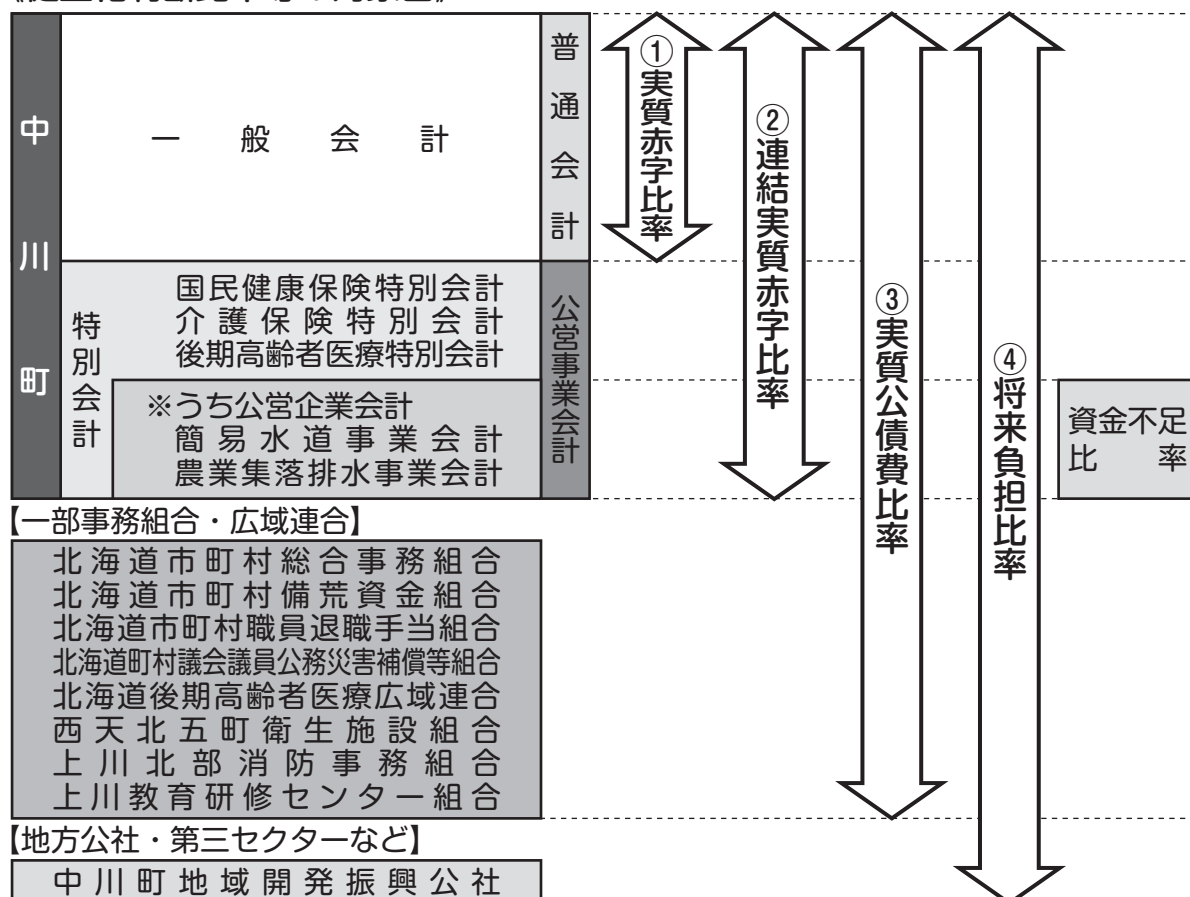 中川町
一般会計
普通会計
特別会計
国民健康保険特別会計
介護保険特別会計
後期高齢者医療特別会計
※うち公営企業会計
簡易水道事業会計
農業集落排水事業会計
公営事業会計
①実質赤字比率
②連結実質赤字比率
③実質公債費比率
④将来負担比率
資金不足
比率
【一部事務組合・広域連合】
北海道市町村総合事務組合
北海道市町村備荒資金組合
北海道市町村職員退職手当組合
北海道町村議会議員公務災害補償等組合
北海道後期高齢者医療広域連合
西天北五町衛生施設組合
上川北部消防事務組合
上川教育研修センター組合
【地方公社・第三セクターなど】
中川町地域開発振興公社